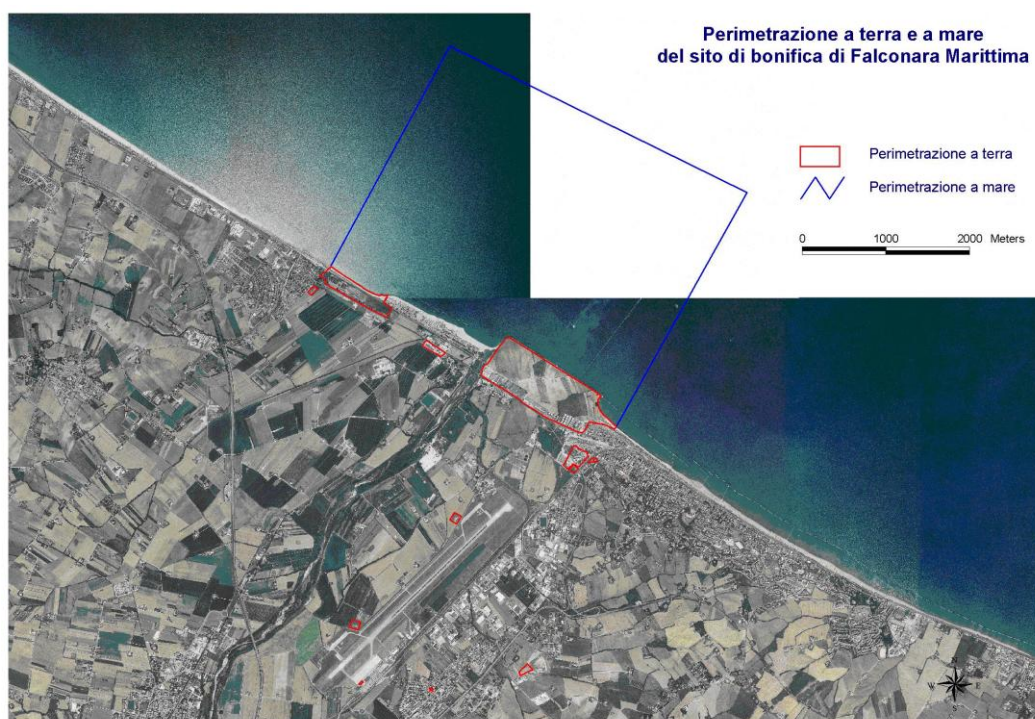 Perimetrazione a terra e a mare
del sito di bonifica di Falconara Marittima
Perimetrazione a terra
Perimetrazione a mare
0 1000 2000 Meters
N
W E
S